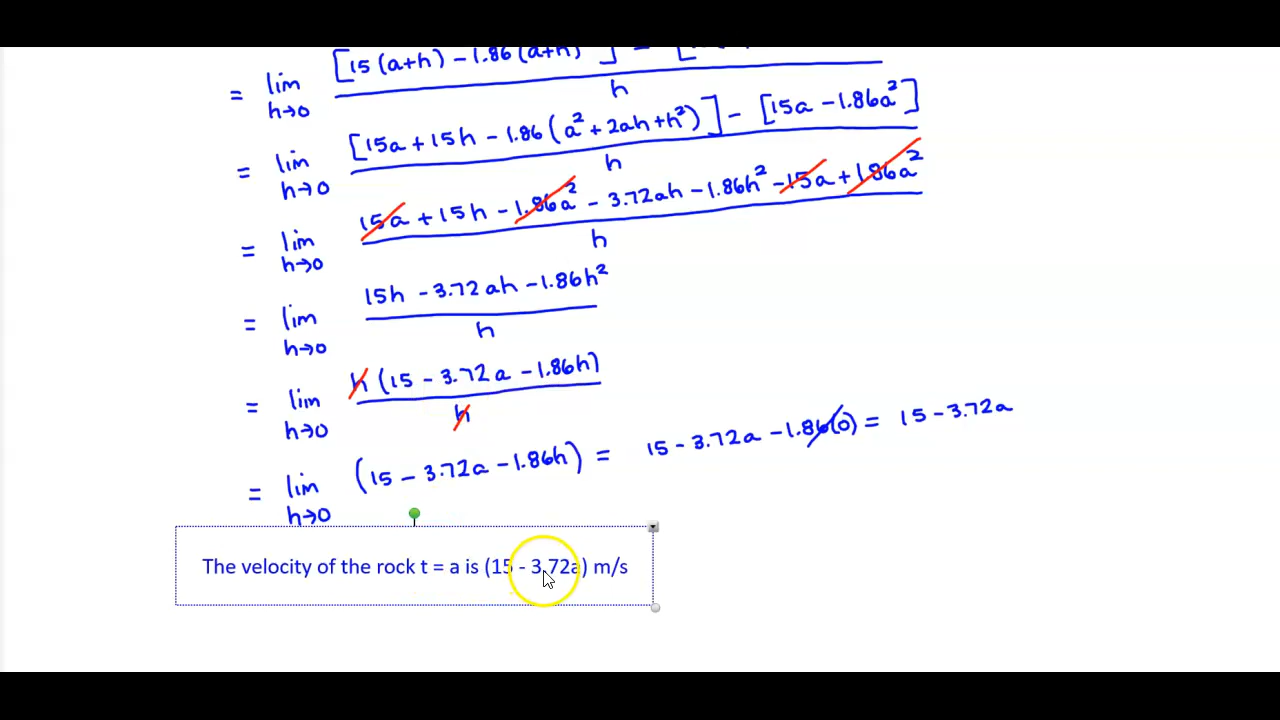 = lim h→0 [15(a+h) - 1.86(a+h) ] - [ / h
= lim h→0 [15a + 15h - 1.86(a² + 2ah + h²)] - [15a - 1.86a²] / h
= lim h→0 15a + 15h - 1.86a² - 3.72ah - 1.86h² - 15a + 1.86a² / h
= lim h→0 15h - 3.72ah - 1.86h² / h
= lim h→0 h(15 - 3.72a - 1.86h) / h
= lim h→0 (15 - 3.72a - 1.86h) = 15 - 3.72a - 1.86(0) = 15 - 3.72a
The velocity of the rock t = a is (15 - 3.72a) m/s